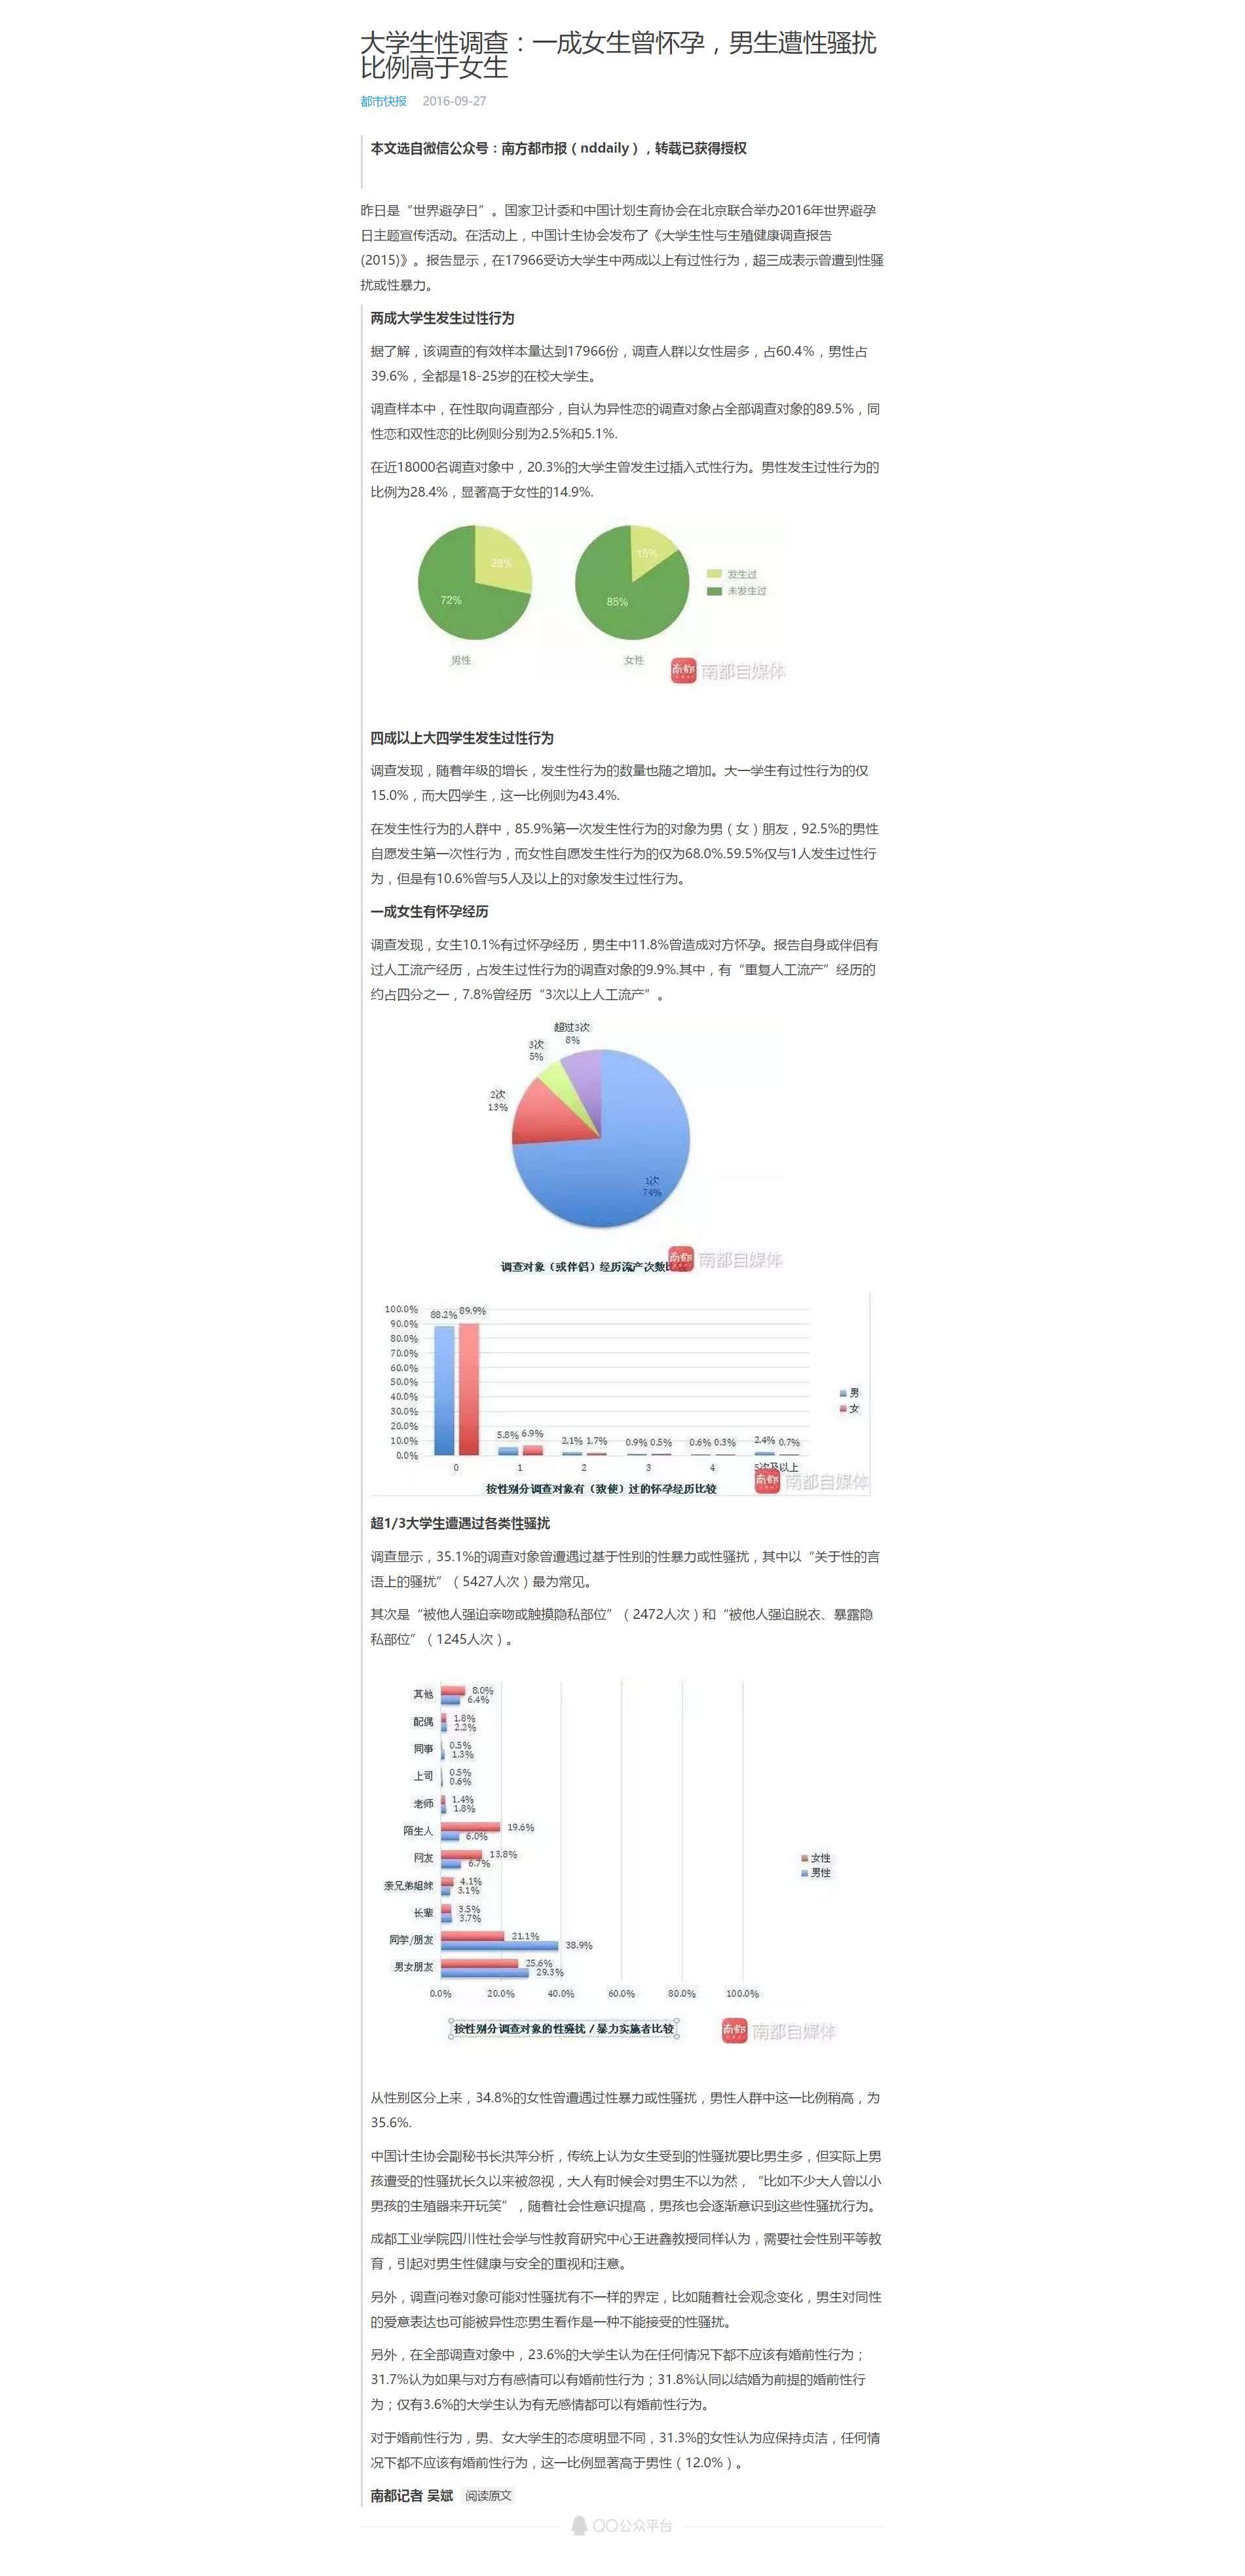 大学生性调查：一成女生曾怀孕，男生遭性骚扰
比例高于女生
都市快报 2016-09-27
本文选自微信公众号：南方都市报（nddaily），转载已获得授权
昨日是“世界避孕日”。国家卫计委和中国计划生育协会在北京联合举办2016年世界避孕
日主题宣传活动。在活动上，中国计生协会发布了《大学生性与生殖健康调查报告
(2015)》。报告显示，在17966受访大学生中两成以上有过性行为，超三成表示曾遭到性骚
扰或性暴力。
两成大学生发生过性行为
据了解，该调查的有效样本量达到17966份，调查人群以女性居多，占60.4%，男性占
39.6%，全都是18-25岁的在校大学生。
调查样本中，在性取向调查部分，自认为异性恋的调查对象占全部调查对象的89.5%，同
性恋和双性恋的比例则分别为2.5%和5.1%.
在近18000名调查对象中，20.3%的大学生曾发生过插入式性行为。男性发生过性行为的
比例为28.4%，显著高于女性的14.9%.
28%
72%
男性
15%
85%
女性
发生过
未发生过
南都 南都自媒体
四成以上大四学生发生过性行为
调查发现，随着年级的增长，发生性行为的数量也随之增加。大一学生有过性行为的仅
15.0%，而大四学生，这一比例则为43.4%.
在发生性行为的人群中，85.9%第一次发生性行为的对象为男（女）朋友，92.5%的男性
自愿发生第一次性行为，而女性自愿发生性行为的仅为68.0%.59.5%仅与1人发生过性行
为，但是有10.6%曾与5人及以上的对象发生过性行为。
一成女生有怀孕经历
调查发现，女生10.1%有过怀孕经历，男生中11.8%曾造成对方怀孕。报告自身或伴侣有
过人工流产经历，占发生过性行为的调查对象的9.9%.其中，有“重复人工流产”经历的
约占四分之一，7.8%曾经历“3次以上人工流产”。
超过3次
8%
3次
5%
2次
13%
1次
74%
调查对象（或伴侣）经历流产次数
南都 南都自媒体
100.0%
90.0%
80.0%
70.0%
60.0%
50.0%
40.0%
30.0%
20.0%
10.0%
0.0%
88.2% 89.9%
5.8% 6.9%
2.1% 1.7%
0.9% 0.5%
0.6% 0.3%
2.4% 0.7%
0 1 2 3 4 5次及以上
男
女
按性别分调查对象有（致使）过的怀孕经历比较
南都 南都自媒体
超1/3大学生遭遇过各类性骚扰
调查显示，35.1%的调查对象曾遭遇过基于性别的性暴力或性骚扰，其中以“关于性的言
语上的骚扰”（5427人次）最为常见。
其次是“被他人强迫亲吻或触摸隐私部位”（2472人次）和“被他人强迫脱衣、暴露隐
私部位”（1245人次）。
其他 8.0% 6.4%
配偶 1.8% 2.2%
同事 0.5% 1.3%
上司 0.5% 0.6%
老师 1.4% 1.8%
陌生人 19.6% 6.0%
网友 13.8% 6.7%
亲兄弟姐妹 4.1% 3.1%
长辈 3.5% 3.7%
同学/朋友 21.1% 38.9%
男女朋友 25.6% 29.3%
0.0% 20.0% 40.0% 60.0% 80.0% 100.0%
女性
男性
按性别分调查对象的性骚扰/暴力实施者比较
南都 南都自媒体
从性别区分上来，34.8%的女性曾遭遇过性暴力或性骚扰，男性人群中这一比例稍高，为
35.6%.
中国计生协会副秘书长洪萍分析，传统上认为女生受到的性骚扰要比男生多，但实际上男
孩遭受的性骚扰长久以来被忽视，大人有时候会对男生不以为然，“比如不少大人曾以小
男孩的生殖器来开玩笑”，随着社会性意识提高，男孩也会逐渐意识到这些性骚扰行为。
成都工业学院四川性社会学与性教育研究中心王进鑫教授同样认为，需要社会性别平等教
育，引起对男生性健康与安全的重视和注意。
另外，调查问卷对象可能对性骚扰有不一样的界定，比如随着社会观念变化，男生对同性
的爱意表达也可能被异性恋男生看作是一种不能接受的性骚扰。
另外，在全部调查对象中，23.6%的大学生认为在任何情况下都不应该有婚前性行为；
31.7%认为如果与对方有感情可以有婚前性行为；31.8%认同以结婚为前提的婚前性行
为；仅有3.6%的大学生认为有无感情都可以有婚前性行为。
对于婚前性行为，男、女大学生的态度明显不同，31.3%的女性认为应保持贞洁，任何情
况下都不应该有婚前性行为，这一比例显著高于男性（12.0%）。
南都记者 吴斌 阅读原文
QQ公众平台